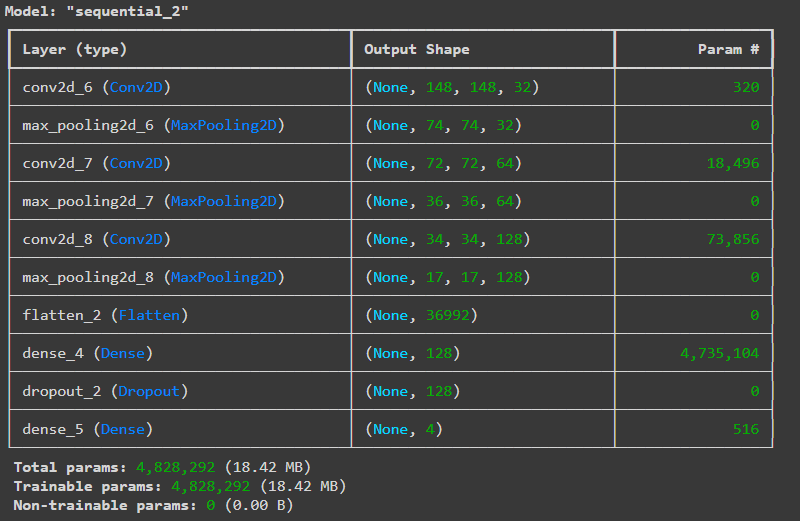 Model: "sequential_2"
Layer (type) Output Shape Param #
conv2d_6 (Conv2D) (None, 148, 148, 32) 320
max_pooling2d_6 (MaxPooling2D) (None, 74, 74, 32) 0
conv2d_7 (Conv2D) (None, 72, 72, 64) 18,496
max_pooling2d_7 (MaxPooling2D) (None, 36, 36, 64) 0
conv2d_8 (Conv2D) (None, 34, 34, 128) 73,856
max_pooling2d_8 (MaxPooling2D) (None, 17, 17, 128) 0
flatten_2 (Flatten) (None, 36992) 0
dense_4 (Dense) (None, 128) 4,735,104
dropout_2 (Dropout) (None, 128) 0
dense_5 (Dense) (None, 4) 516
Total params: 4,828,292 (18.42 MB)
Trainable params: 4,828,292 (18.42 MB)
Non-trainable params: 0 (0.00 B)